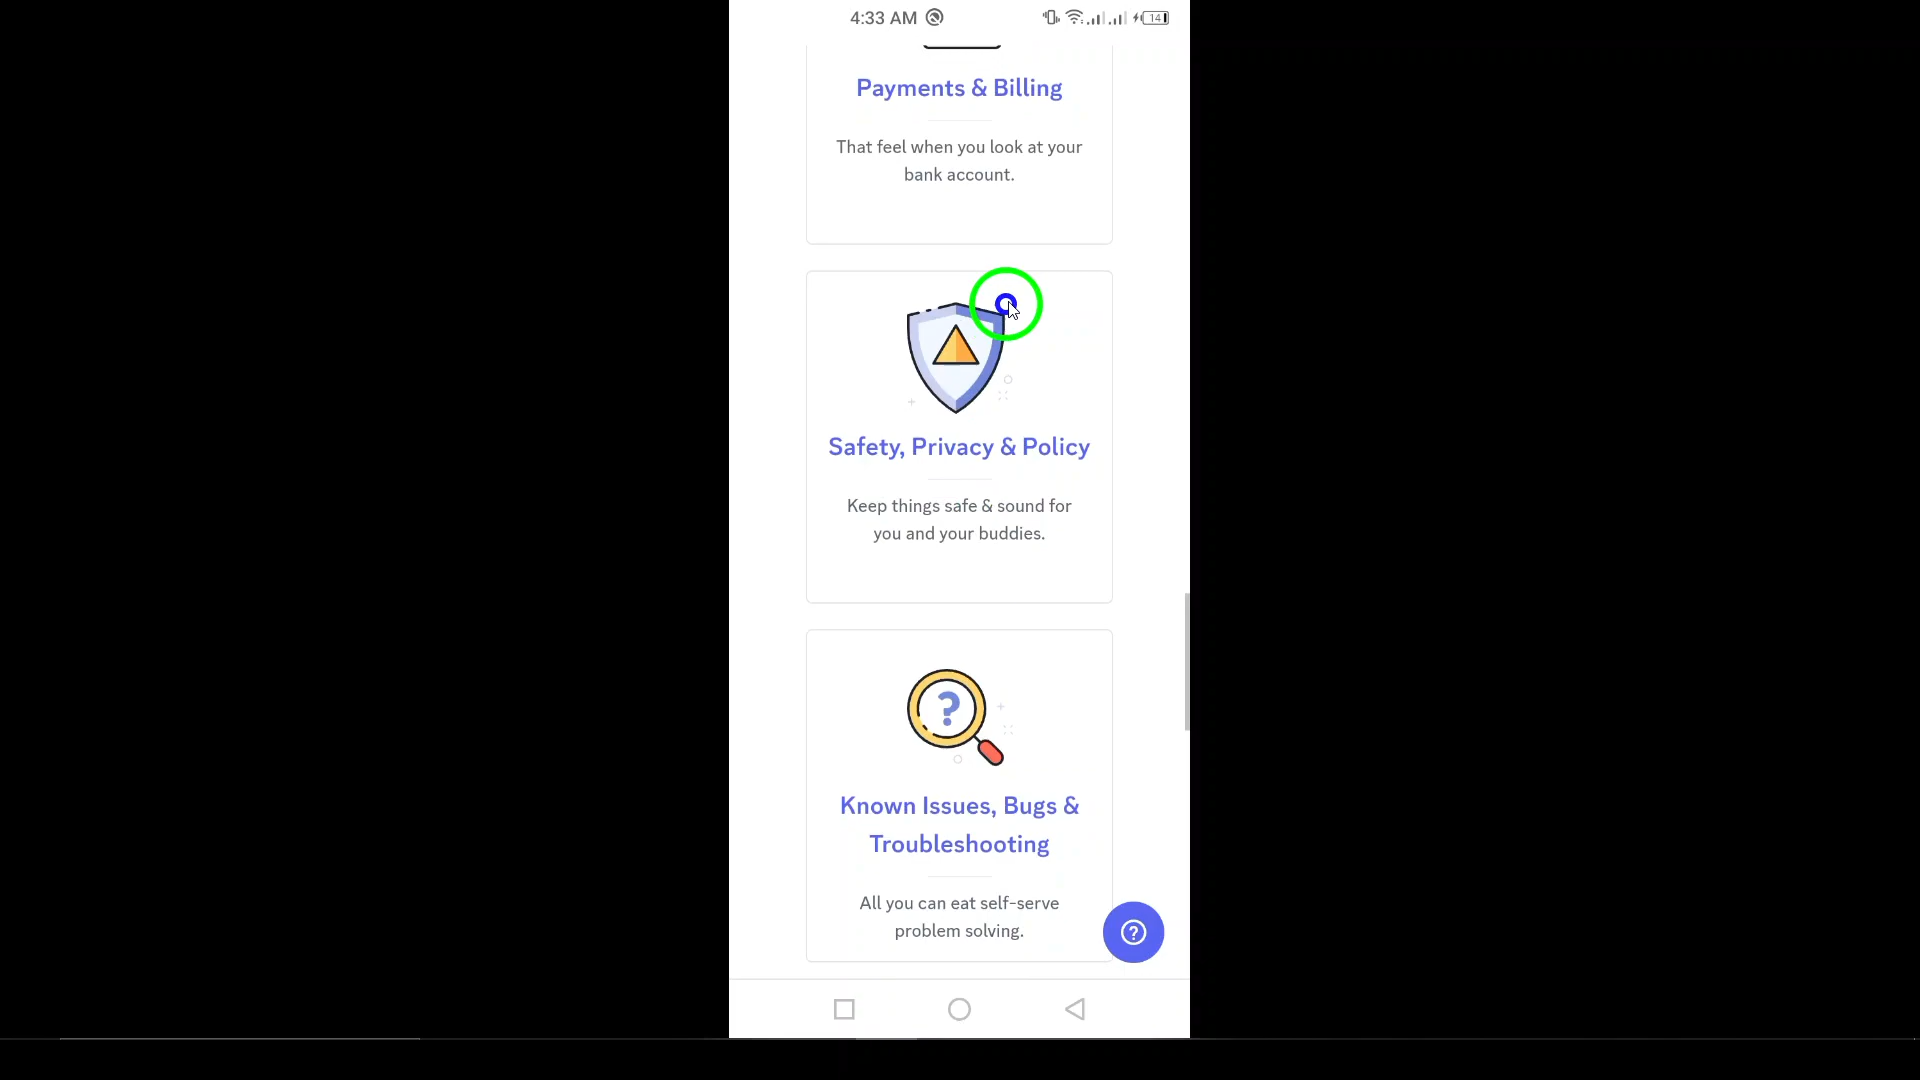 4:33 AM
14
Payments & Billing
That feel when you look at your
bank account.
Safety, Privacy & Policy
Keep things safe & sound for
you and your buddies.
?
Known Issues, Bugs &
Troubleshooting
All you can eat self-serve
problem solving.
?